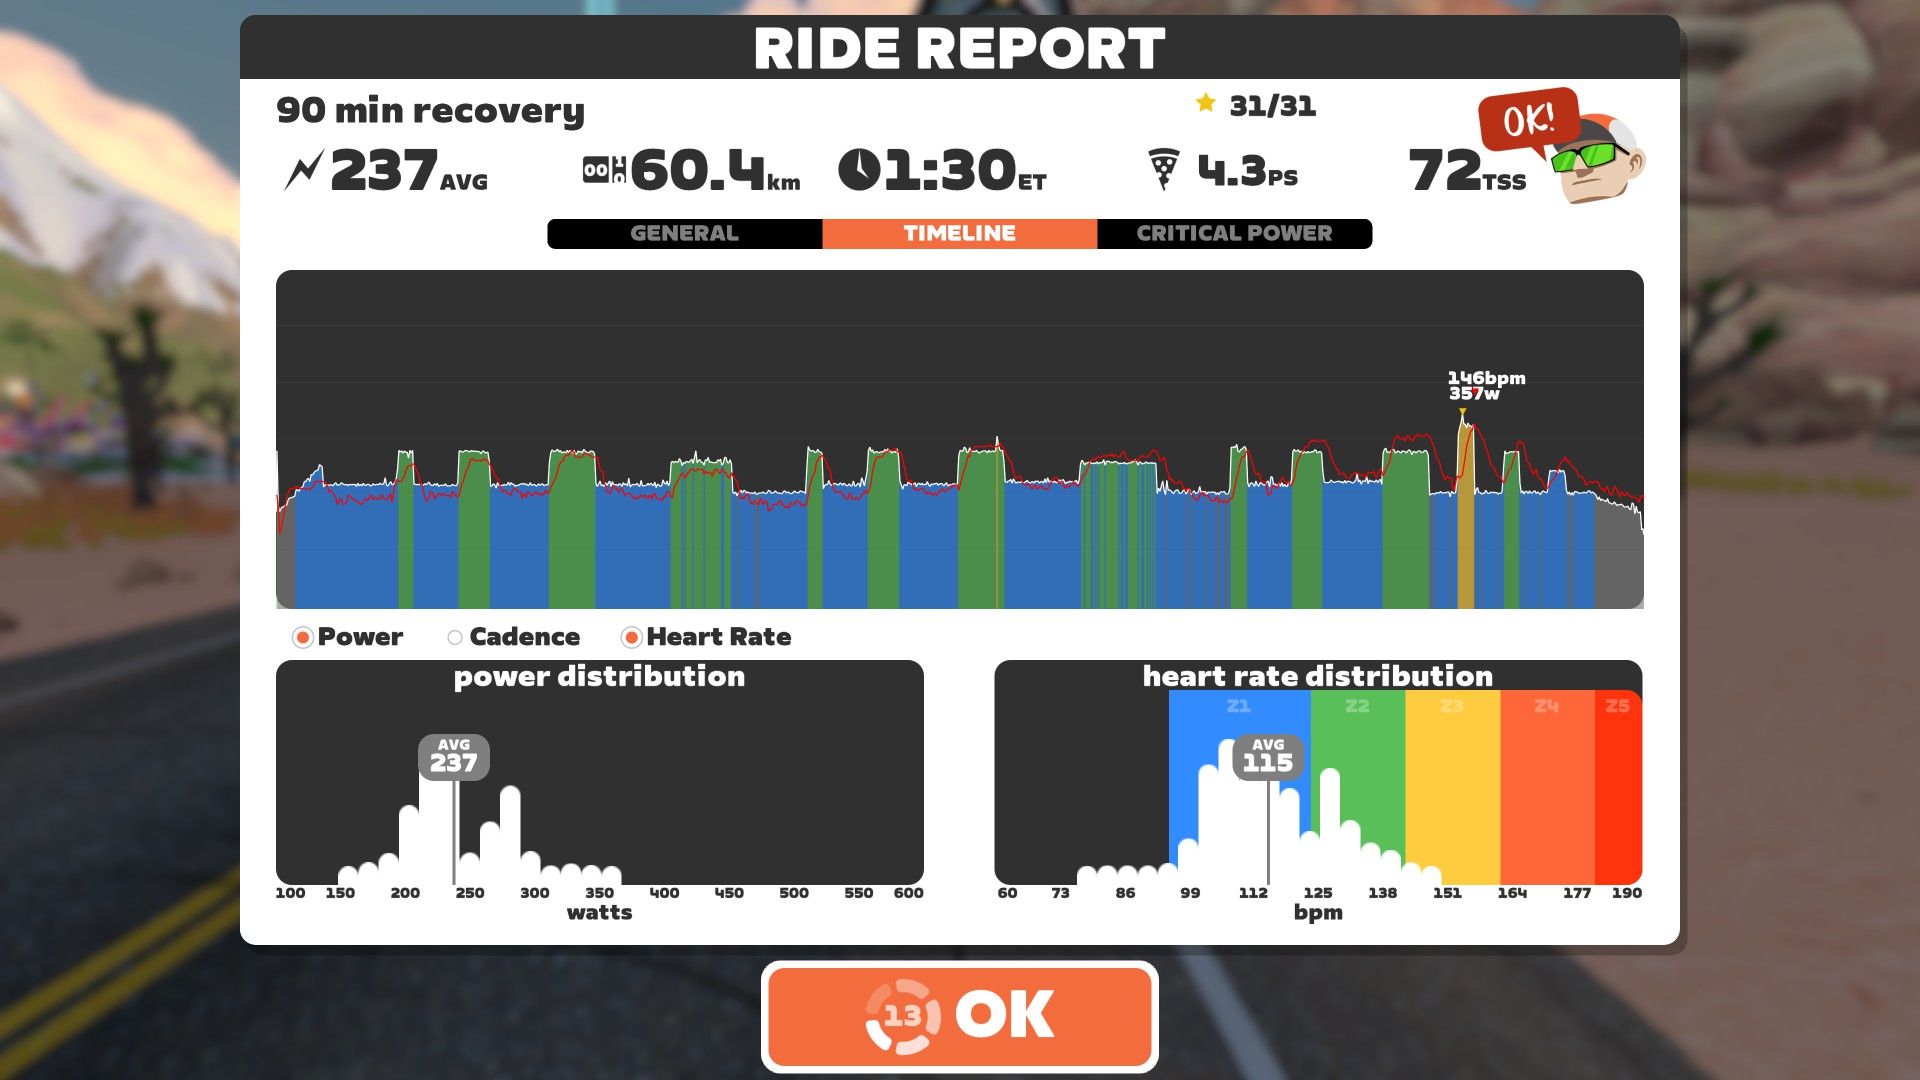 RIDE REPORT
90 min recovery
31/31
OK!
237AVG
60.4km
1:30ET
4.3PS
72TSS
GENERAL
TIMELINE
CRITICAL POWER
146bpm
357w
Power
Cadence
Heart Rate
power distribution
AVG
237
100 150 200 250 300 350 400 450 500 550 600
watts
heart rate distribution
Z1 Z2 Z3 Z4 Z5
AVG
115
60 73 86 99 112 125 138 151 164 177 190
bpm
13 OK